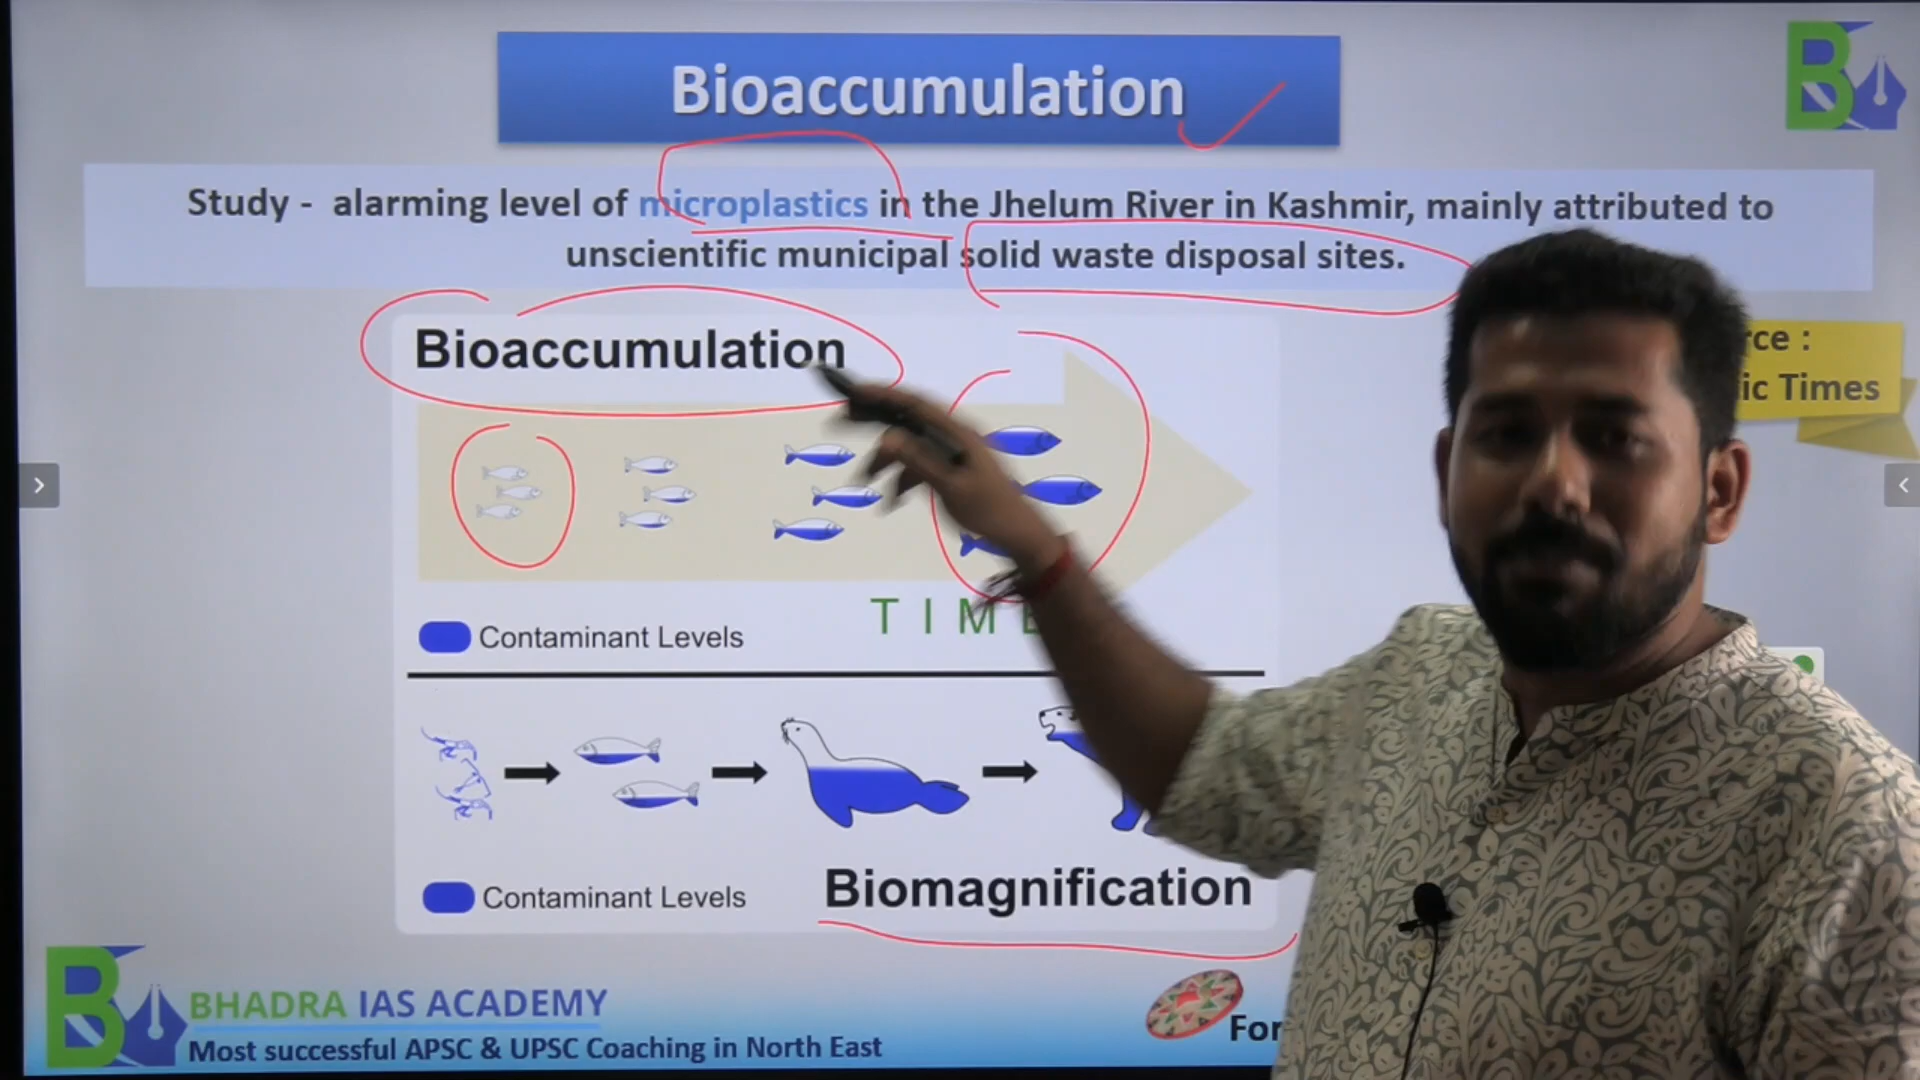 Bioaccumulation
Study - alarming level of microplastics in the Jhelum River in Kashmir, mainly attributed to
unscientific municipal solid waste disposal sites.
Bioaccumulation
Times
TIME
Contaminant Levels
Contaminant Levels
Biomagnification
BHADRA IAS ACADEMY
Most successful APSC & UPSC Coaching in North East